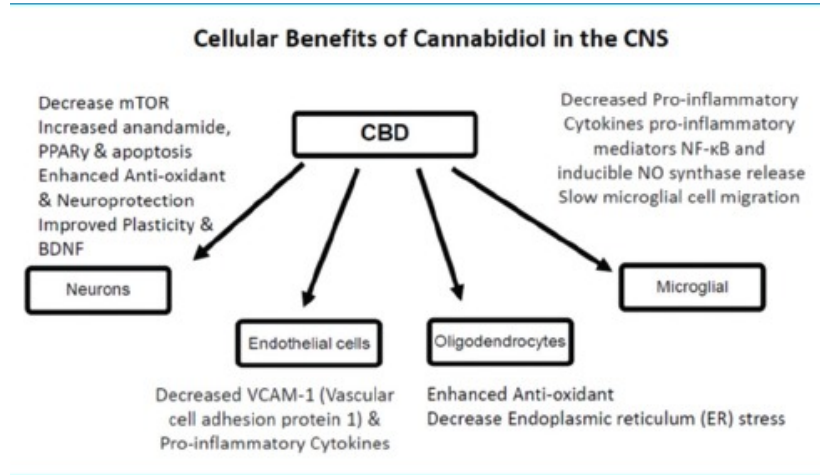 Cellular Benefits of Cannabidiol in the CNS
Decrease mTOR
Increased anandamide,
PPARy & apoptosis
Enhanced Anti-oxidant
& Neuroprotection
Improved Plasticity &
BDNF
CBD
Decreased Pro-inflammatory
Cytokines pro-inflammatory
mediators NF-κB and
inducible NO synthase release
Slow microglial cell migration
Neurons
Microglial
Endothelial cells
Oligodendrocytes
Decreased VCAM-1 (Vascular
cell adhesion protein 1) &
Pro-inflammatory Cytokines
Enhanced Anti-oxidant
Decrease Endoplasmic reticulum (ER) stress